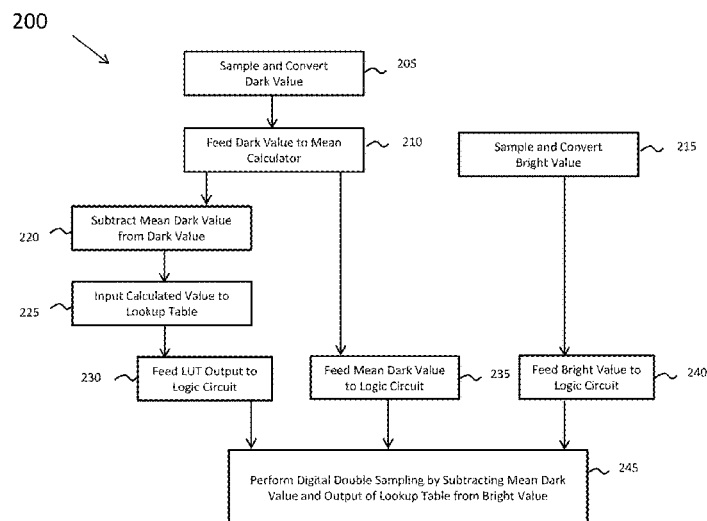 200
Sample and Convert
Dark Value
205
Feed Dark Value to Mean
Calculator
210
Sample and Convert
Bright Value
215
Subtract Mean Dark Value
from Dark Value
220
Input Calculated Value to
Lookup Table
225
Feed LUT Output to
Logic Circuit
230
Feed Mean Dark Value
to Logic Circuit
235
Feed Bright Value to
Logic Circuit
240
Perform Digital Double Sampling by Subtracting Mean Dark
Value and Output of Lookup Table from Bright Value
245